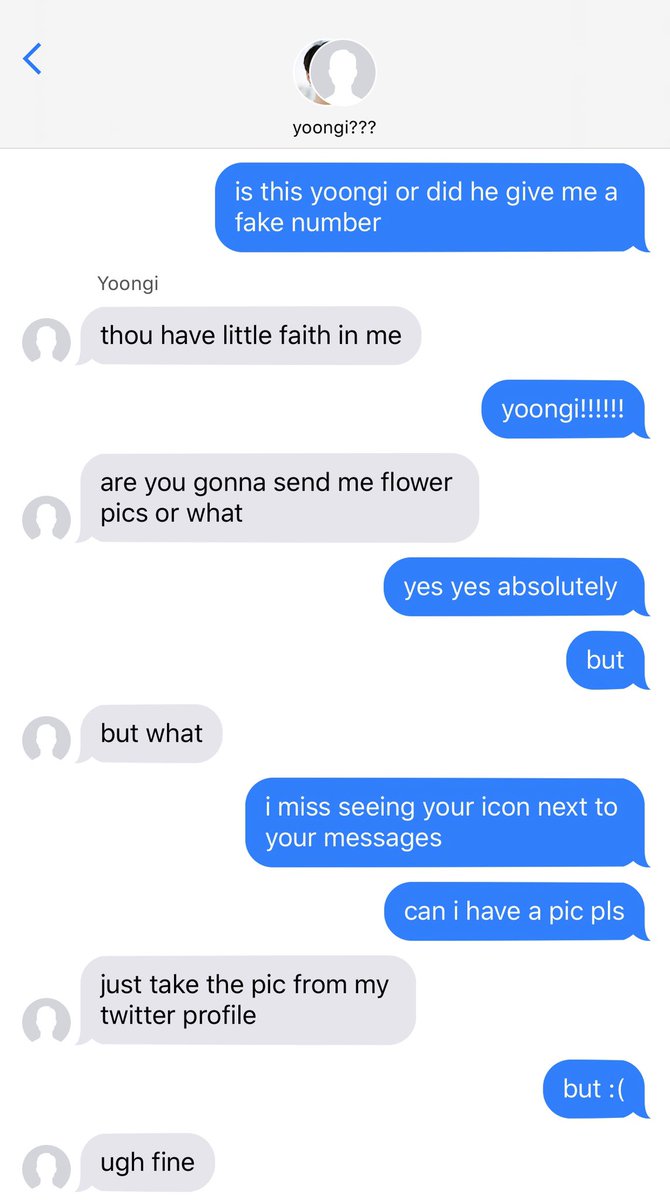 yoongi???
is this yoongi or did he give me a
fake number
Yoongi
thou have little faith in me
yoongi!!!!!!
are you gonna send me flower
pics or what
yes yes absolutely
but
but what
i miss seeing your icon next to
your messages
can i have a pic pls
just take the pic from my
twitter profile
but :(
ugh fine